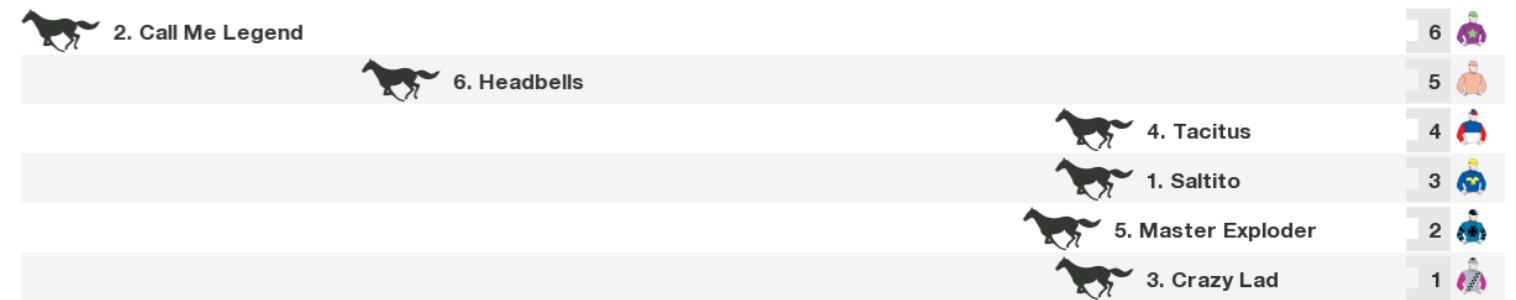 2. Call Me Legend 6
6. Headbells 5
4. Tacitus 4
1. Saltito 3
5. Master Exploder 2
3. Crazy Lad 1